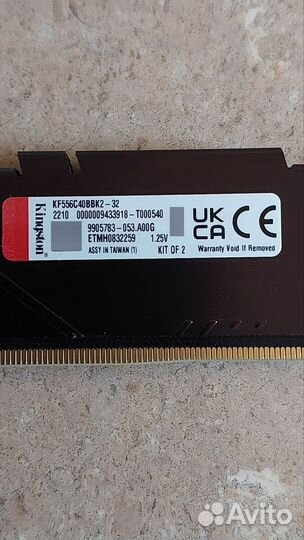 Kingston
KF556C40BBK2-32
2210 0000009433918-T000540
9905783-053.A00G
ETMH0832259 1.25V
ASSY IN TAIWAN (1) KIT OF 2
UK
CA
CE
Warranty Void If Removed
Avito